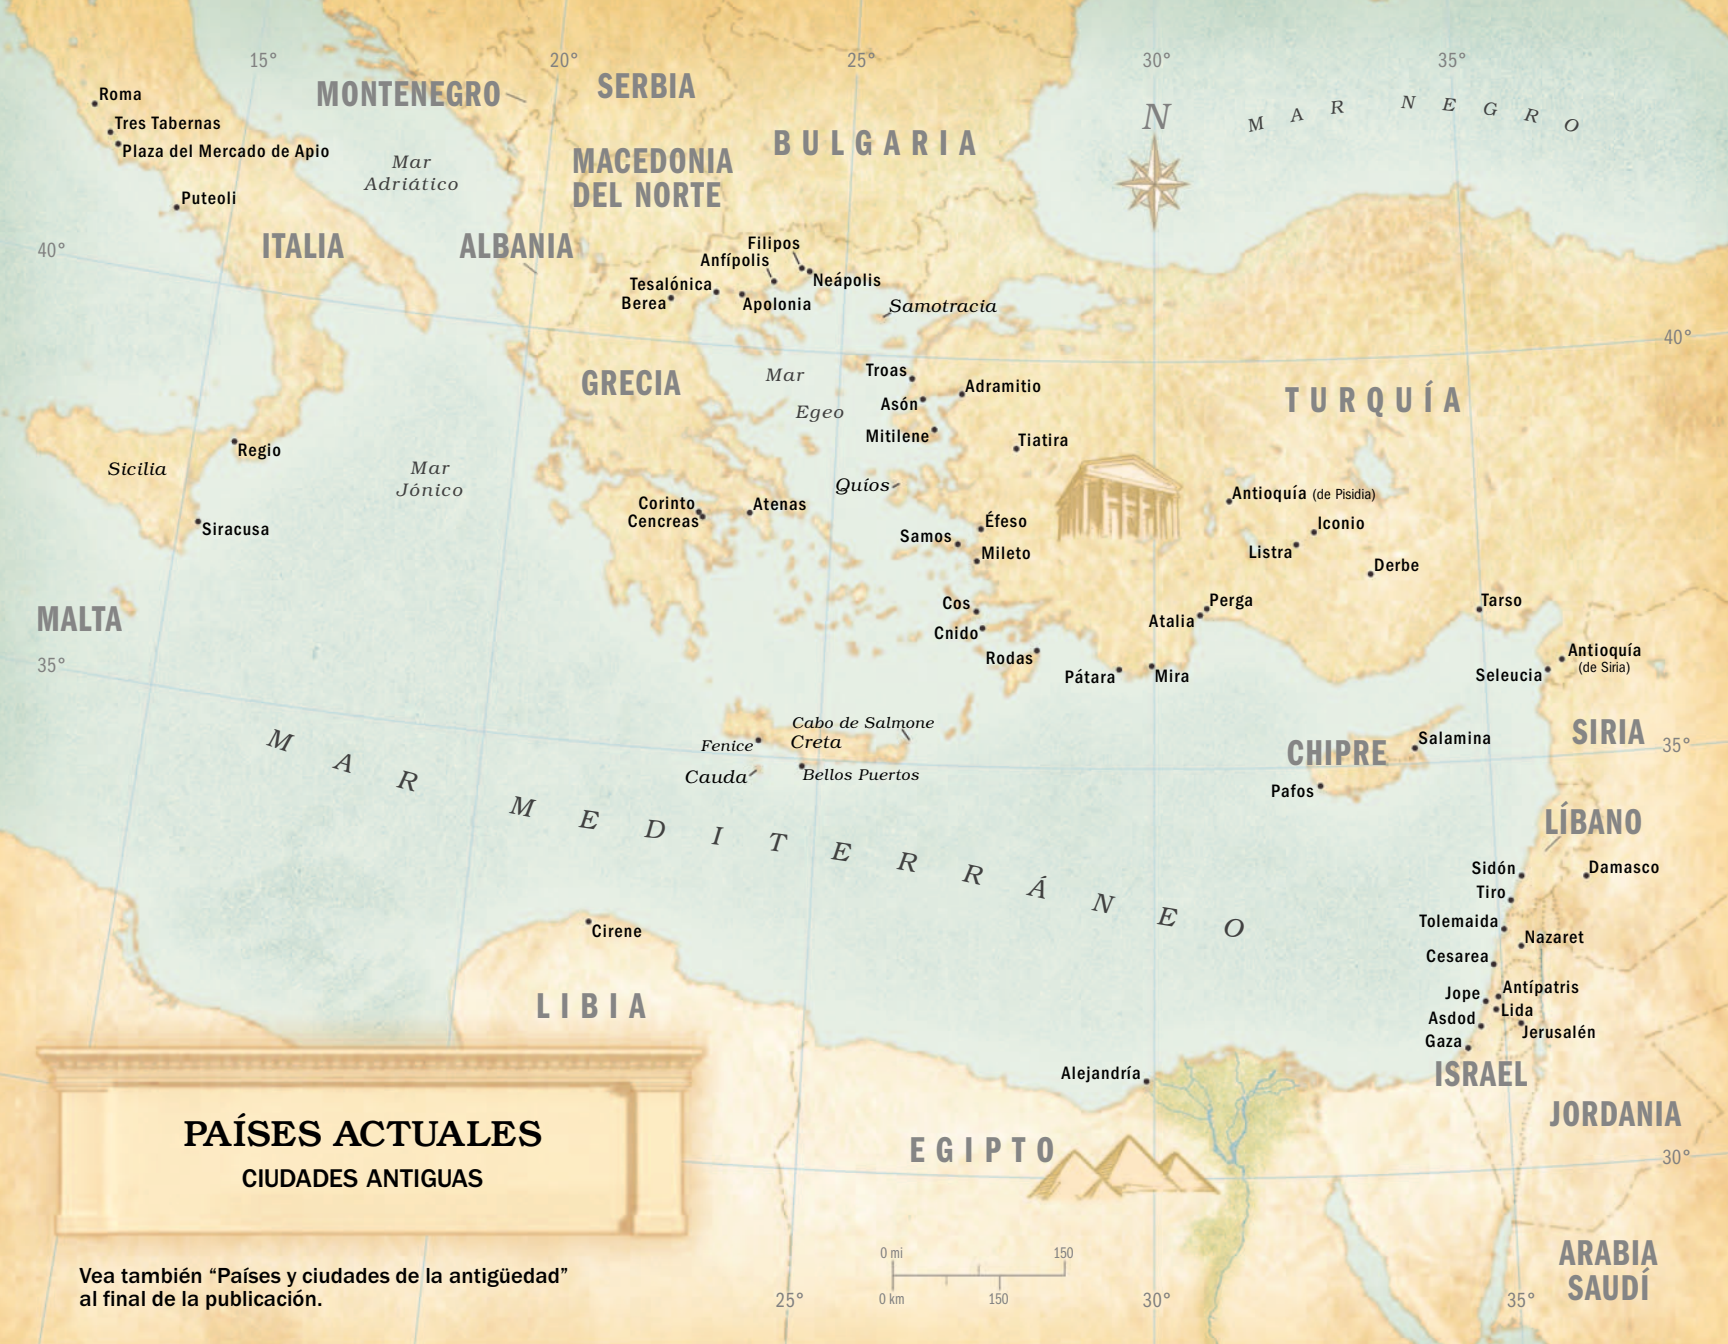 15°
20°
25°
30°
35°
MONTENEGRO
SERBIA
Roma
Tres Tabernas
Plaza del Mercado de Apio
Puteoli
Mar
Adriático
BULGARIA
N
MAR NEGRO
MACEDONIA
DEL NORTE
40°
ITALIA
ALBANIA
Filipos
Anfípolis
Neápolis
Tesalónica
Berea
Apolonia
Samotracia
40°
GRECIA
Mar
Egeo
Troas
Adramitio
Asón
Mitilene
Tiatira
TURQUÍA
Regio
Sicilia
Mar
Jónico
Quíos
Siracusa
Corinto
Cencreas
Atenas
Éfeso
Samos
Mileto
Antioquía (de Pisidia)
Iconio
Listra
Derbe
MALTA
Cos
Cnido
Rodas
Perga
Atalia
Pátara
Mira
Tarso
Antioquía
(de Siria)
Seleucia
35°
Cabo de Salmone
Fenice
Creta
Cauda
Bellos Puertos
CHIPRE
Salamina
Pafos
SIRIA
35°
MAR MEDITERRÁNEO
LÍBANO
Sidón
Damasco
Tiro
Tolemaida
Nazaret
Cesarea
Antípatris
Jope
Lida
Asdod
Jerusalén
Gaza
Cirene
LIBIA
Alejandría
ISRAEL
JORDANIA
EGIPTO
30°
PAÍSES ACTUALES
CIUDADES ANTIGUAS
Vea también “Países y ciudades de la antigüedad”
al final de la publicación.
0 mi
150
0 km
150
ARABIA
SAUDÍ
25°
30°
35°